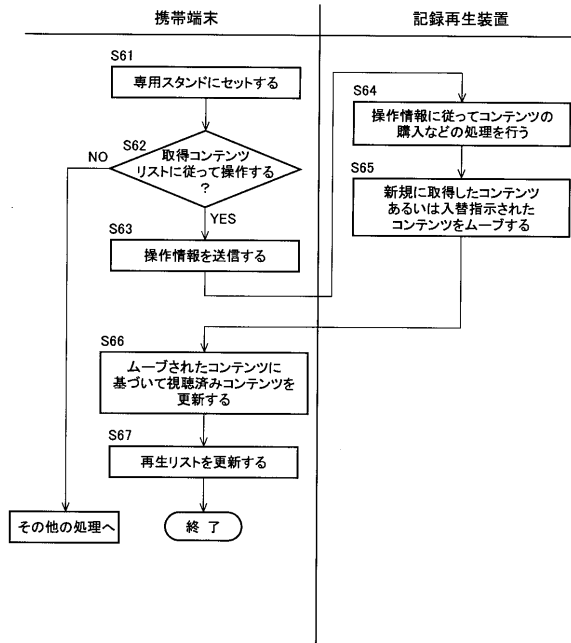 携帯端末
記録再生装置
S61
専用スタンドにセットする
S62
取得コンテンツ
リストに従って操作する
?
NO
YES
S63
操作情報を送信する
S64
操作情報に従ってコンテンツの
購入などの処理を行う
S65
新規に取得したコンテンツ
あるいは入替指示された
コンテンツをムーブする
S66
ムーブされたコンテンツに
基づいて視聴済みコンテンツを
更新する
S67
再生リストを更新する
その他の処理へ
終了